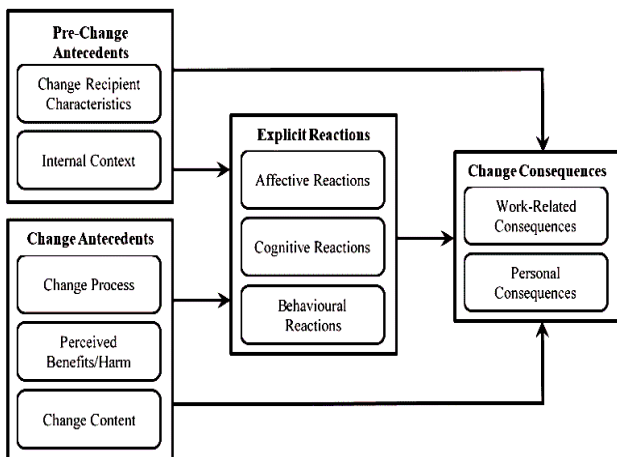 Pre-Change
Antecedents
Change Recipient
Characteristics
Internal Context
Change Antecedents
Change Process
Perceived
Benefits/Harm
Change Content
Explicit Reactions
Affective Reactions
Cognitive Reactions
Behavioural
Reactions
Change Consequences
Work-Related
Consequences
Personal
Consequences